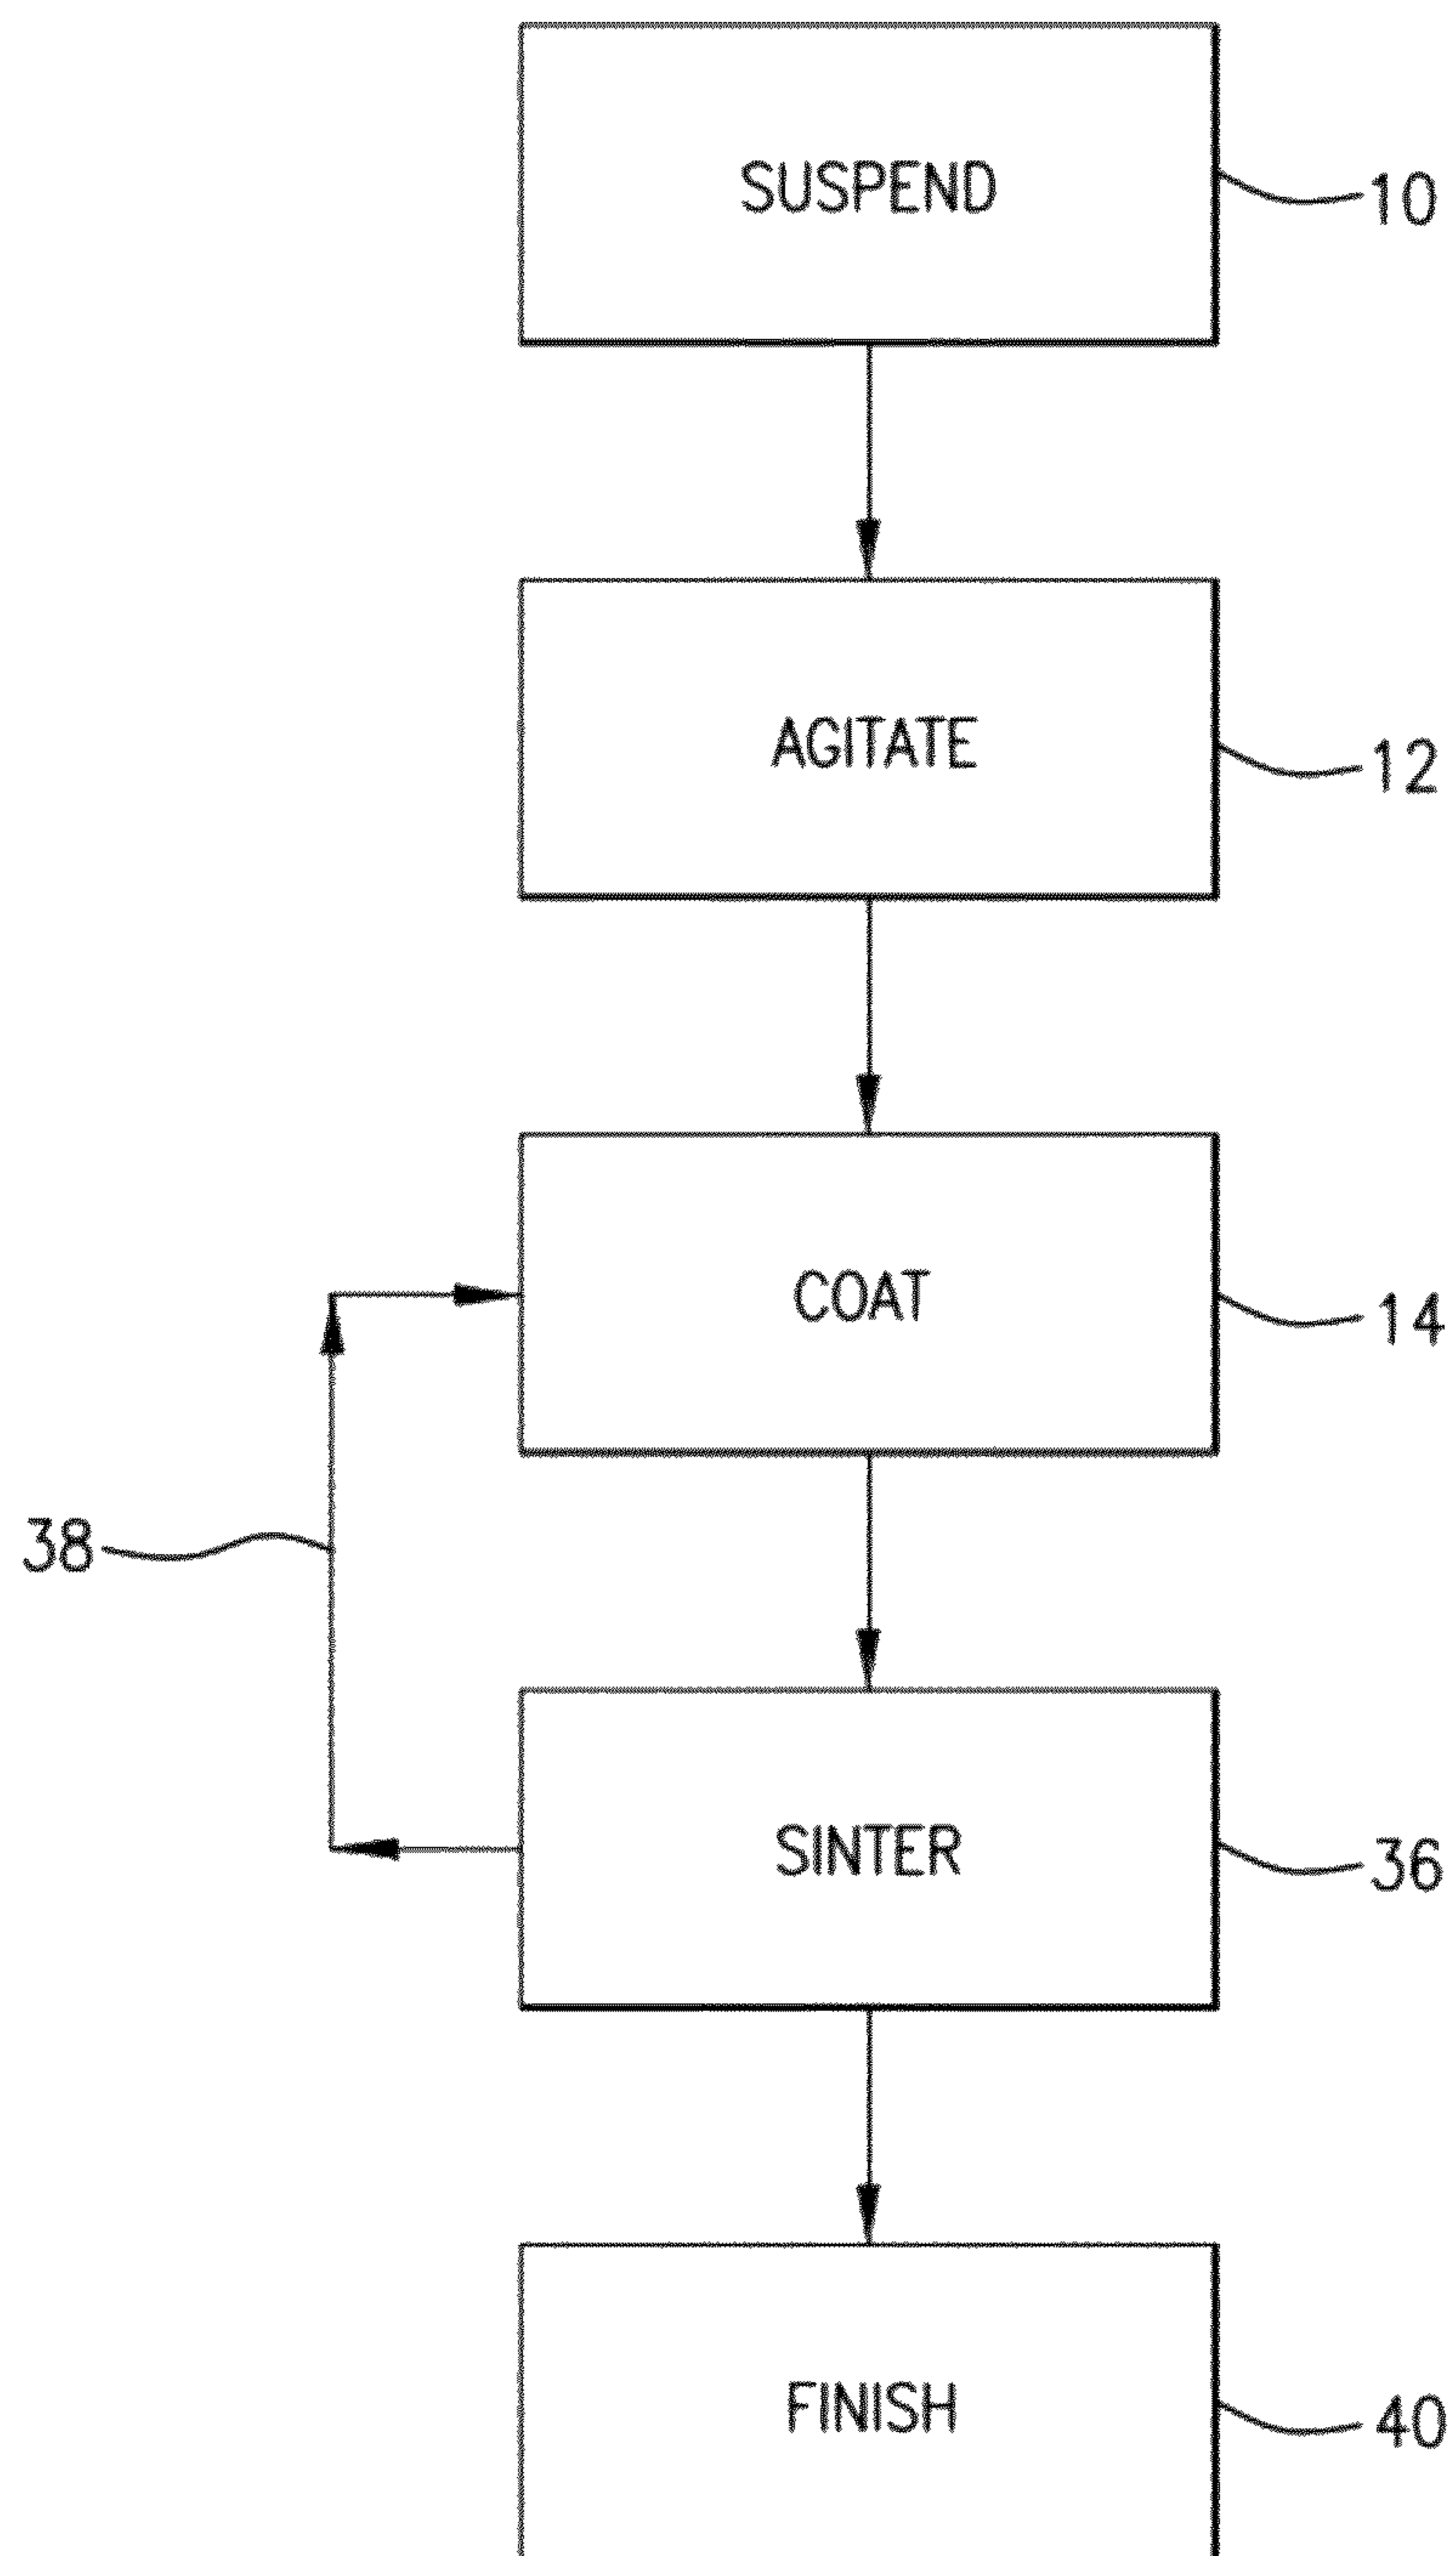 SUSPEND
10
AGITATE
12
COAT
14
38
SINTER
36
FINISH
40